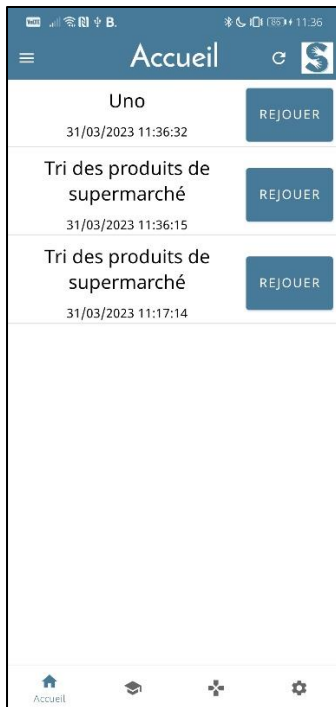 B. 86 11:36
Accueil
Uno
31/03/2023 11:36:32
REJOUER
Tri des produits de
supermarché
31/03/2023 11:36:15
REJOUER
Tri des produits de
supermarché
31/03/2023 11:17:14
REJOUER
Accueil